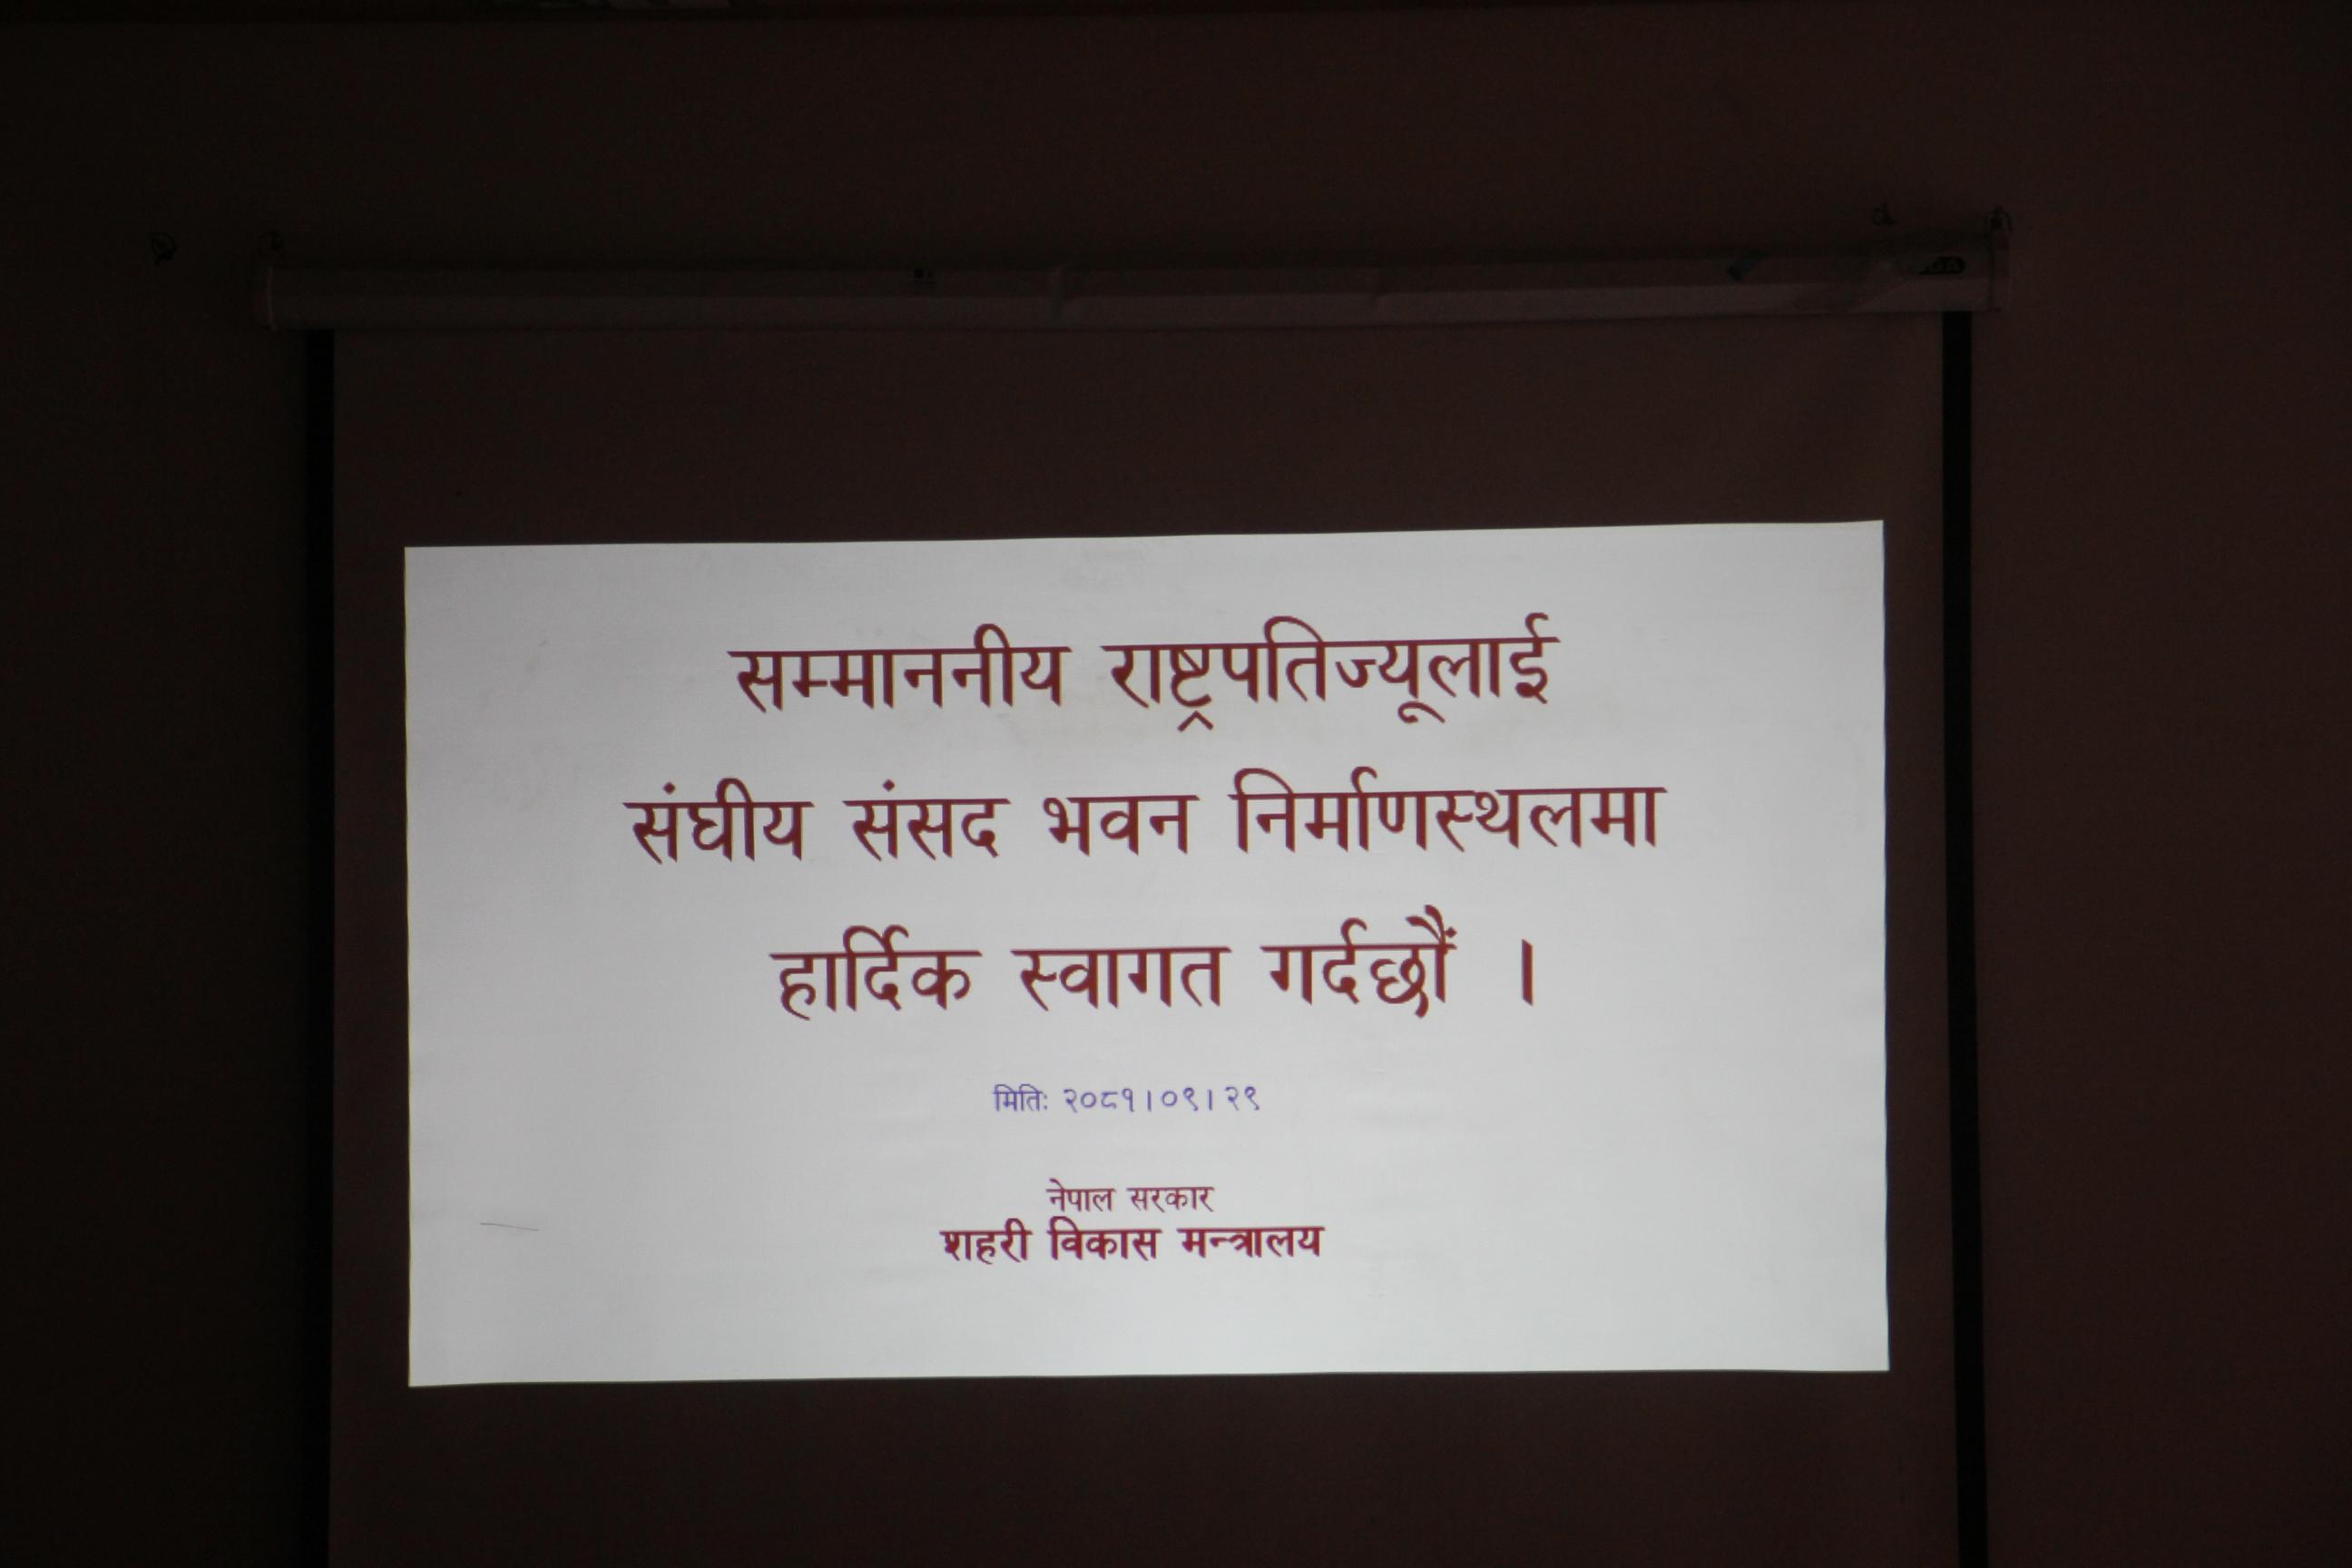 सम्माननीय राष्ट्रपतिज्यूलाई
संघीय संसद भवन निर्माणस्थलमा
हार्दिक स्वागत गर्दछौं ।
मितिः २०८१।०९।२९
नेपाल सरकार
शहरी विकास मन्त्रालय